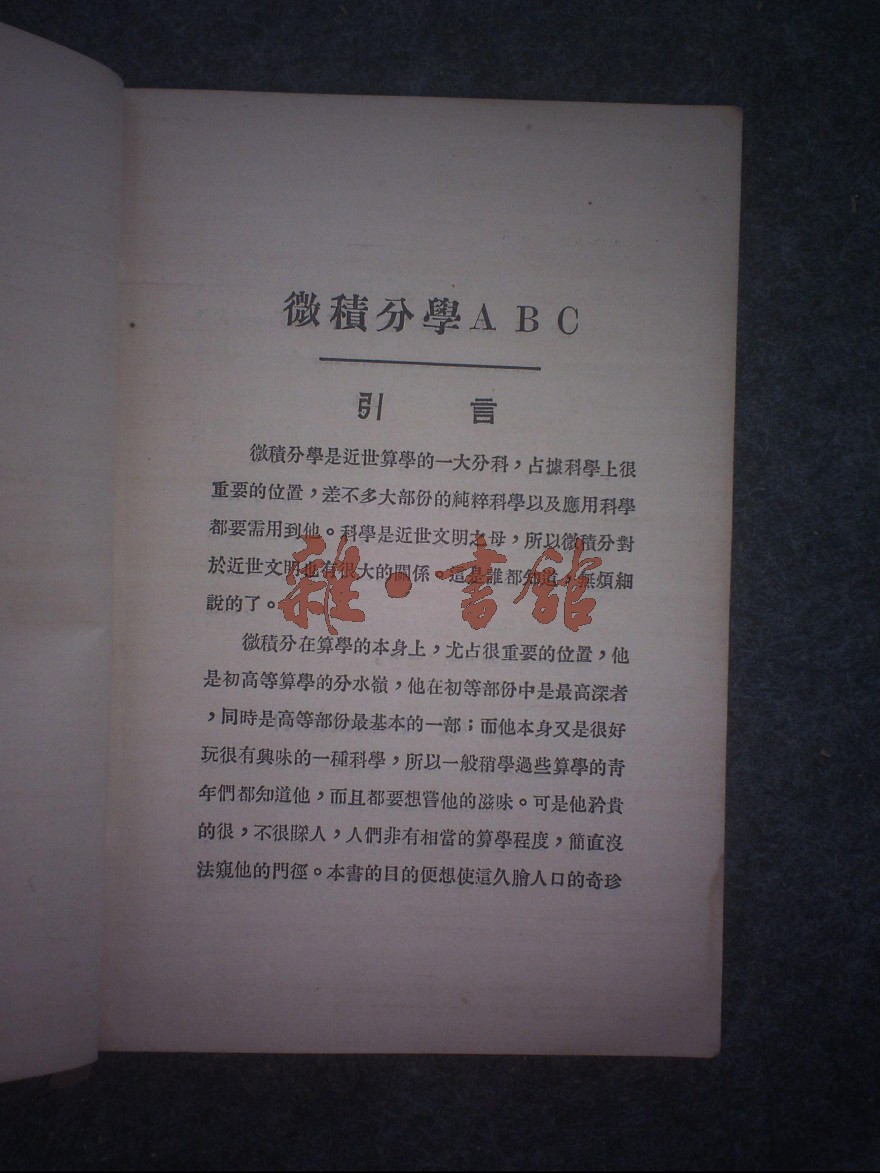 微積分學ABC
引言
微積分學是近世算學的一大分科，占據科學上很
重要的位置，差不多大部份的純粹科學以及應用科學
都要需用到他。科學是近世文明之母，所以微積分對
於近世文明也有很大的關係。這是誰都知道，無煩細
說的了。
微積分在算學的本身上，尤占很重要的位置，他
是初高等算學的分水嶺，他在初等部份中是最高深者
，同時是高等部份最基本的一部；而他本身又是很好
玩很有興味的一種科學，所以一般稍學過些算學的靑
年們都知道他，而且都要想嘗他的滋味。可是他矜貴
的很，不很睬人，人們非有相當的算學程度，簡直沒
法窺他的門徑。本書的目的便想使這久膾人口的奇珍
雜·書館